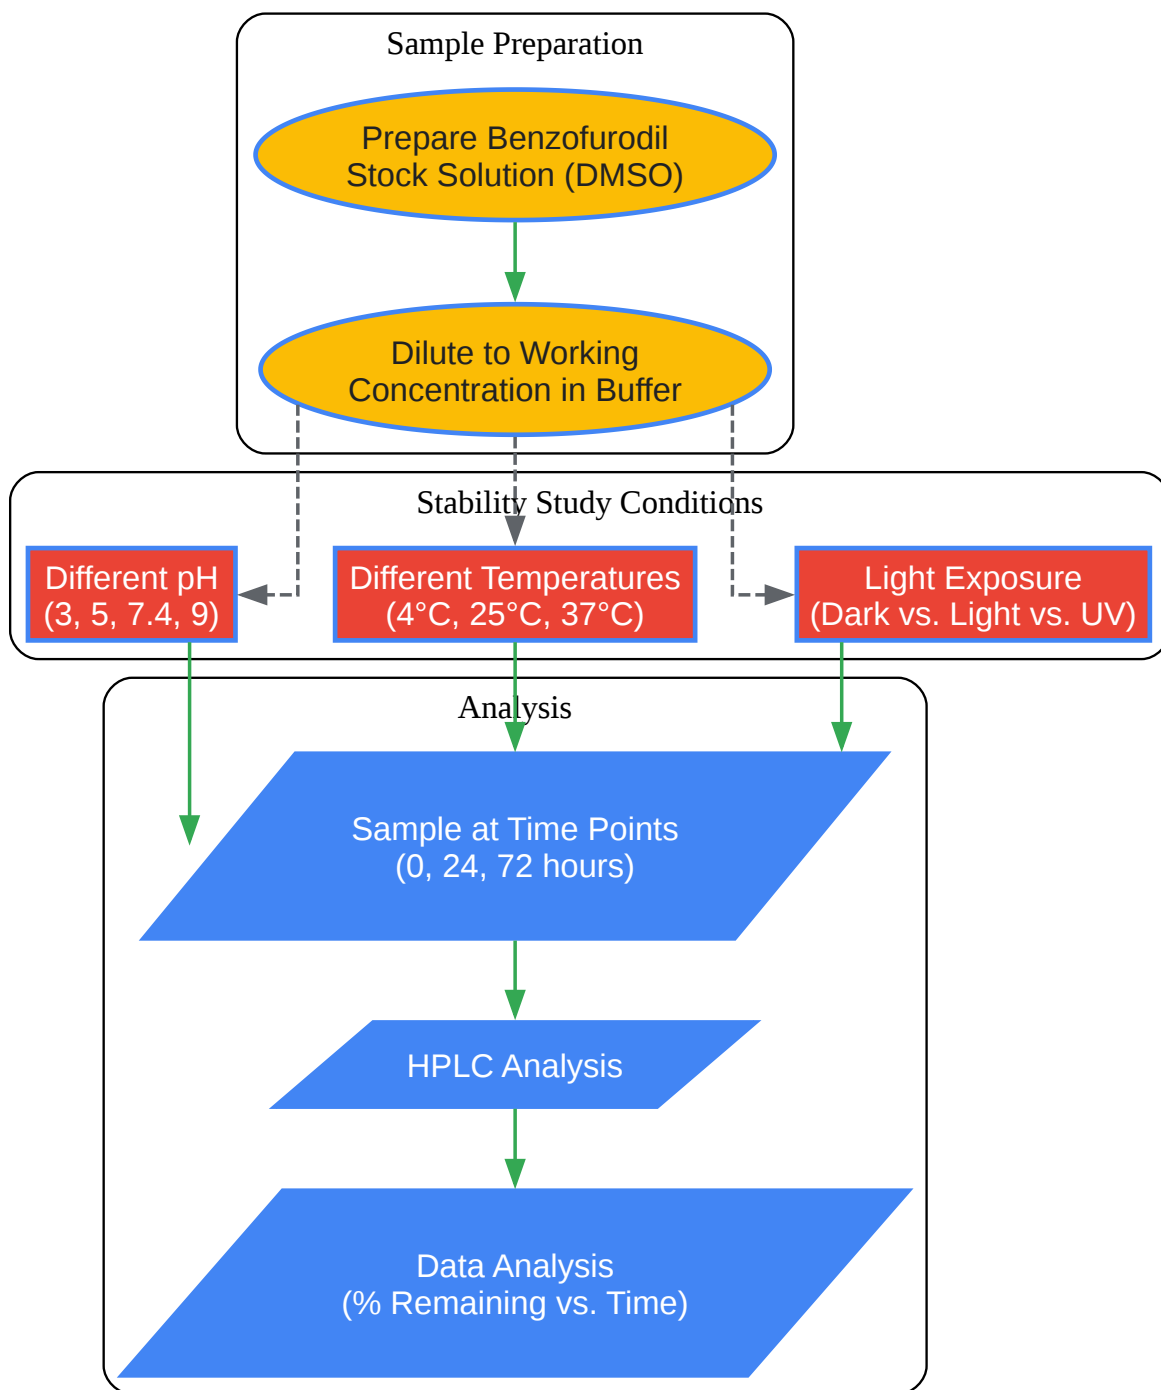 Sample Preparation
Prepare Benzofurodil
Stock Solution (DMSO)
Dilute to Working
Concentration in Buffer
Stability Study Conditions
Different pH
(3, 5, 7.4, 9)
Different Temperatures
(4°C, 25°C, 37°C)
Light Exposure
(Dark vs. Light vs. UV)
Analysis
Sample at Time Points
(0, 24, 72 hours)
HPLC Analysis
Data Analysis
(% Remaining vs. Time)